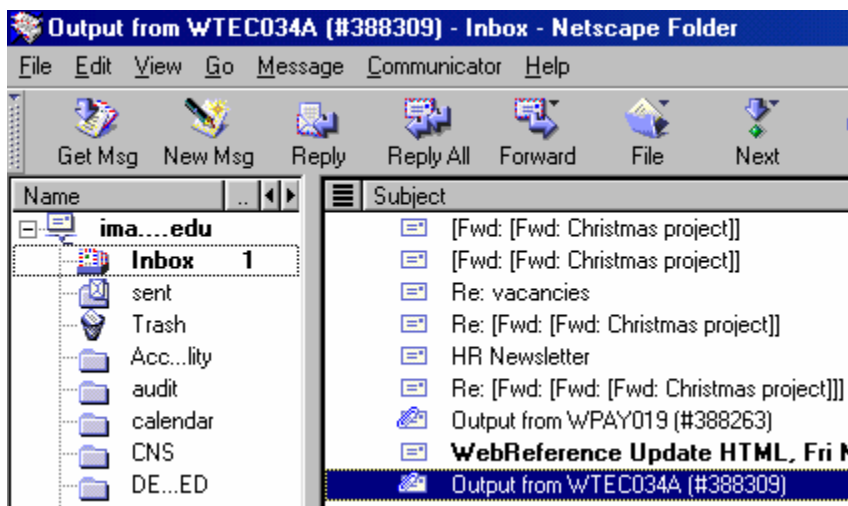 Output from WTEC034A (#388309) - Inbox - Netscape Folder
File Edit View Go Message Communicator Help
Get Msg New Msg Reply Reply All Forward File Next
Name ..
ima....edu
Inbox 1
sent
Trash
Acc...lity
audit
calendar
CNS
DE...ED
Subject
[Fwd: [Fwd: Christmas project]]
[Fwd: [Fwd: Christmas project]]
Re: vacancies
Re: [Fwd: [Fwd: Christmas project]]
HR Newsletter
Re: [Fwd: [Fwd: [Fwd: Christmas project]]]
Output from WPAY019 (#388263)
WebReference Update HTML, Fri
Output from WTEC034A (#388309)